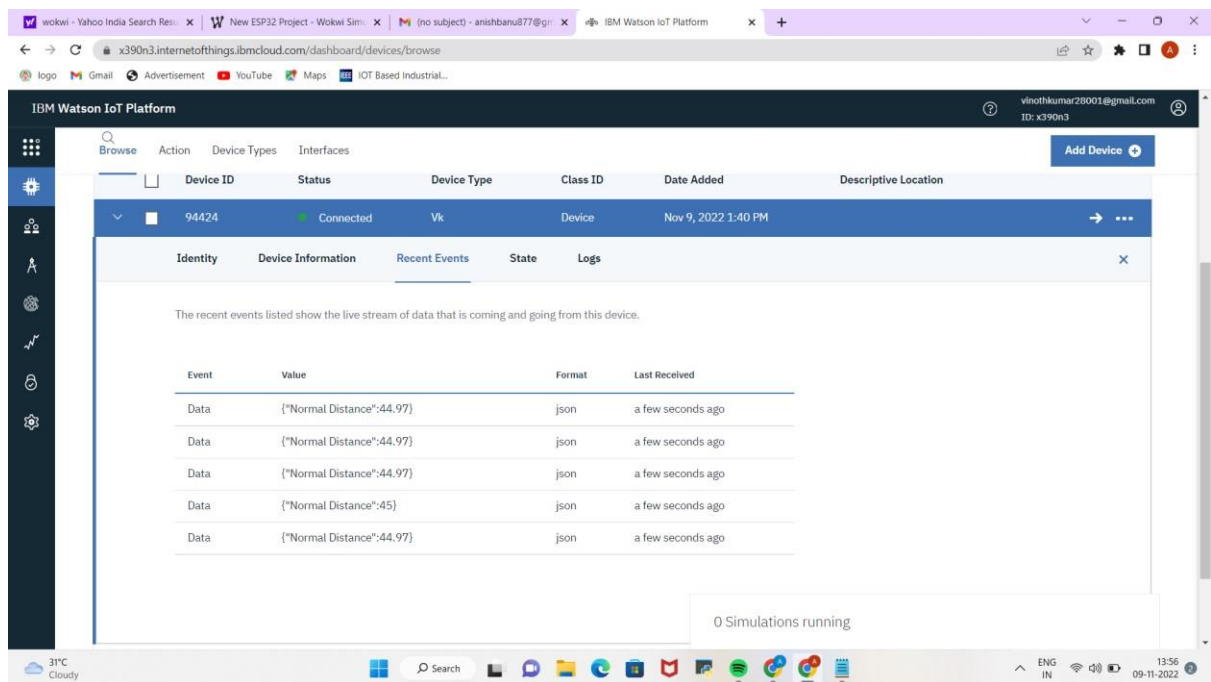 wokwi - Yahoo India Search Resu
New ESP32 Project - Wokwi Simu
(no subject) - anishbanu877@gm
IBM Watson IoT Platform
x390n3.internetofthings.ibmcloud.com/dashboard/devices/browse
logo Gmail Advertisement YouTube Maps IOT Based Industrial...
IBM Watson IoT Platform
vinothkumar28001@gmail.com
ID: x390n3
Browse Action Device Types Interfaces
Add Device
Device ID Status Device Type Class ID Date Added Descriptive Location
94424 Connected Vk Device Nov 9, 2022 1:40 PM
Identity Device Information Recent Events State Logs
The recent events listed show the live stream of data that is coming and going from this device.
Event Value Format Last Received
Data {"Normal Distance":44.97} json a few seconds ago
Data {"Normal Distance":44.97} json a few seconds ago
Data {"Normal Distance":44.97} json a few seconds ago
Data {"Normal Distance":45} json a few seconds ago
Data {"Normal Distance":44.97} json a few seconds ago
0 Simulations running
31°C
Cloudy
Search
ENG
IN
13:56
09-11-2022
2